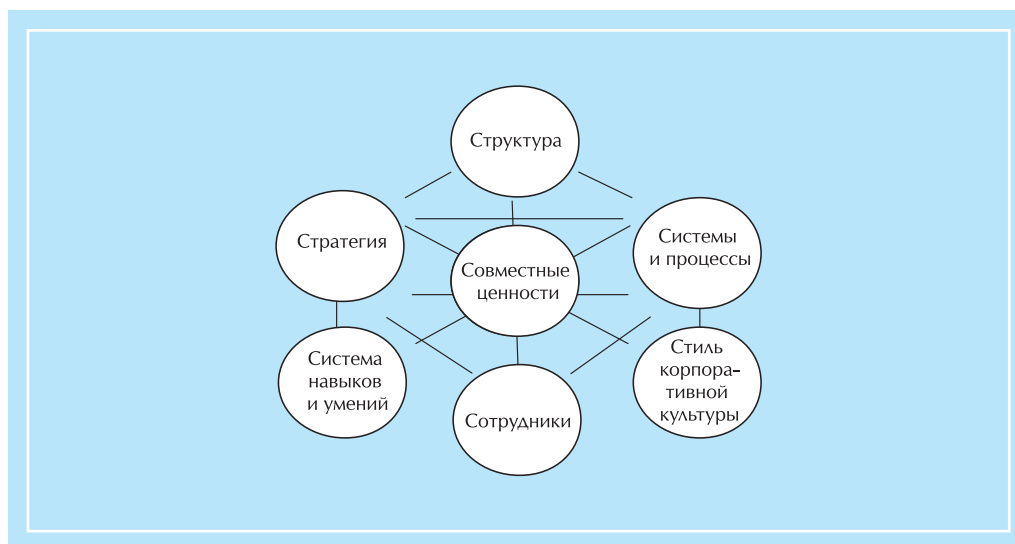 Структура
Стратегия
Системы
и процессы
Совместные
ценности
Система
навыков
и умений
Стиль
корпора–
тивной
культуры
Сотрудники